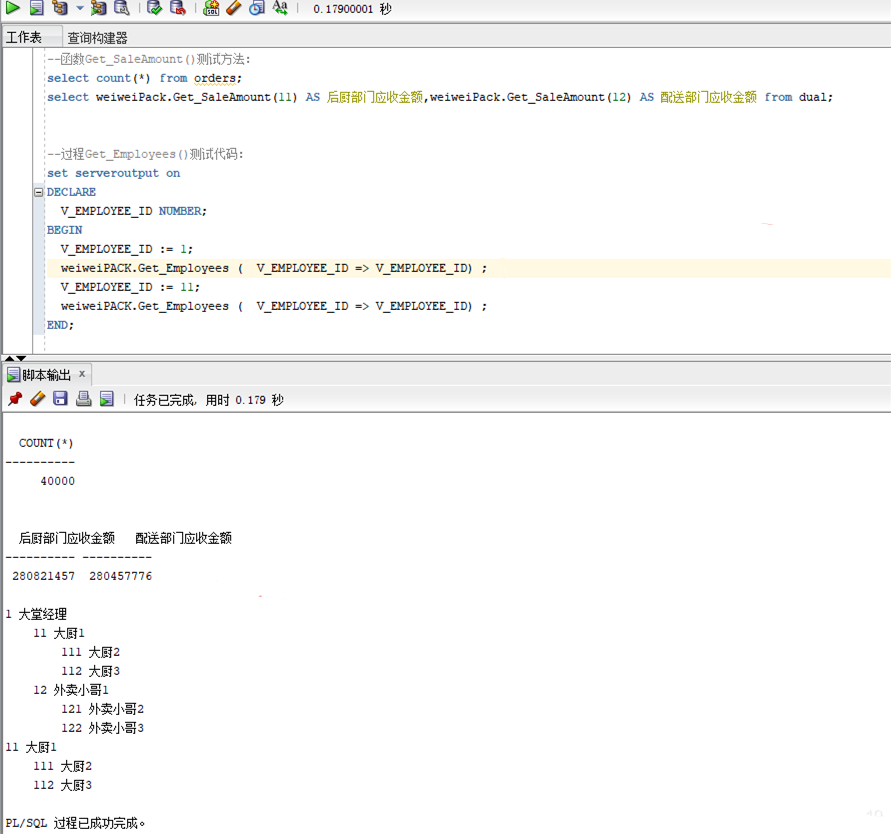 0.17900001 秒
工作表 查询构建器
--函数Get_SaleAmount()测试方法:
select count(*) from orders;
select weiweiPack.Get_SaleAmount(11) AS 后厨部门应收金额,weiweiPack.Get_SaleAmount(12) AS 配送部门应收金额 from dual;
--过程Get_Employees()测试代码:
set serveroutput on
DECLARE
V_EMPLOYEE_ID NUMBER;
BEGIN
V_EMPLOYEE_ID := 1;
weiweiPACK.Get_Employees (  V_EMPLOYEE_ID => V_EMPLOYEE_ID) ;
V_EMPLOYEE_ID := 11;
weiweiPACK.Get_Employees (  V_EMPLOYEE_ID => V_EMPLOYEE_ID) ;
END;
脚本输出 x
任务已完成, 用时 0.179 秒
COUNT(*)
----------
40000
后厨部门应收金额 配送部门应收金额
---------- ----------
280821457 280457776
1 大堂经理
11 大厨1
111 大厨2
112 大厨3
12 外卖小哥1
121 外卖小哥2
122 外卖小哥3
11 大厨1
111 大厨2
112 大厨3
PL/SQL 过程已成功完成。